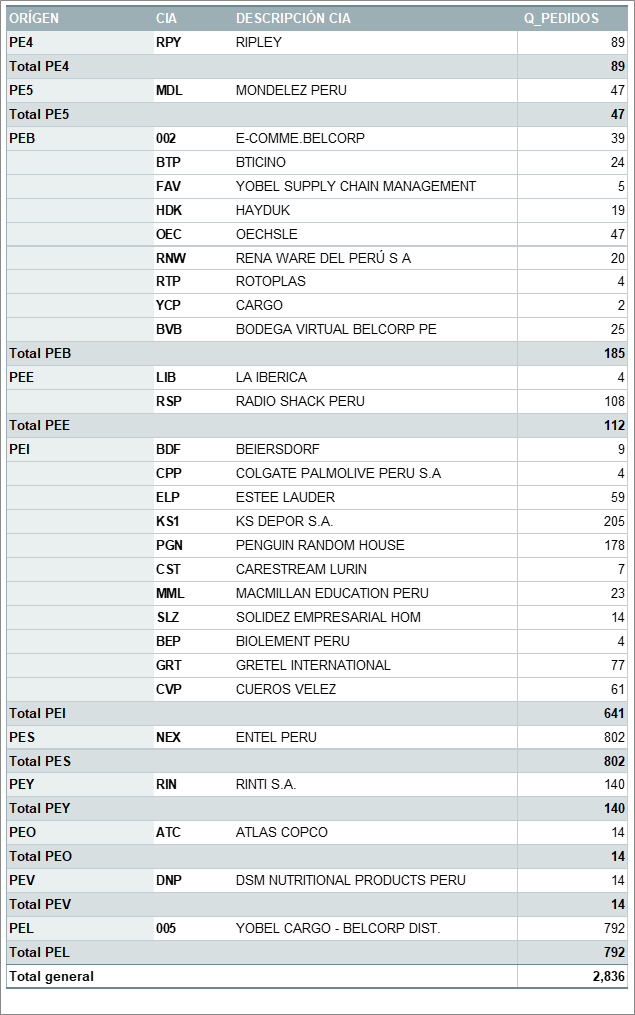 ORÍGEN CIA DESCRIPCIÓN CIA Q_PEDIDOS
PE4 RPY RIPLEY 89
Total PE4 89
PE5 MDL MONDELEZ PERU 47
Total PE5 47
PEB 002 E-COMME.BELCORP 39
BTP BTICINO 24
FAV YOBEL SUPPLY CHAIN MANAGEMENT 5
HDK HAYDUK 19
OEC OECHSLE 47
RNW RENA WARE DEL PERÚ S A 20
RTP ROTOPLAS 4
YCP CARGO 2
BVB BODEGA VIRTUAL BELCORP PE 25
Total PEB 185
PEE LIB LA IBERICA 4
RSP RADIO SHACK PERU 108
Total PEE 112
PEI BDF BEIERSDORF 9
CPP COLGATE PALMOLIVE PERU S.A 4
ELP ESTEE LAUDER 59
KS1 KS DEPOR S.A. 205
PGN PENGUIN RANDOM HOUSE 178
CST CARESTREAM LURIN 7
MML MACMILLAN EDUCATION PERU 23
SLZ SOLIDEZ EMPRESARIAL HOM 14
BEP BIOLEMENT PERU 4
GRT GRETEL INTERNATIONAL 77
CVP CUEROS VELEZ 61
Total PEI 641
PES NEX ENTEL PERU 802
Total PES 802
PEY RIN RINTI S.A. 140
Total PEY 140
PEO ATC ATLAS COPCO 14
Total PEO 14
PEV DNP DSM NUTRITIONAL PRODUCTS PERU 14
Total PEV 14
PEL 005 YOBEL CARGO - BELCORP DIST. 792
Total PEL 792
Total general 2,836